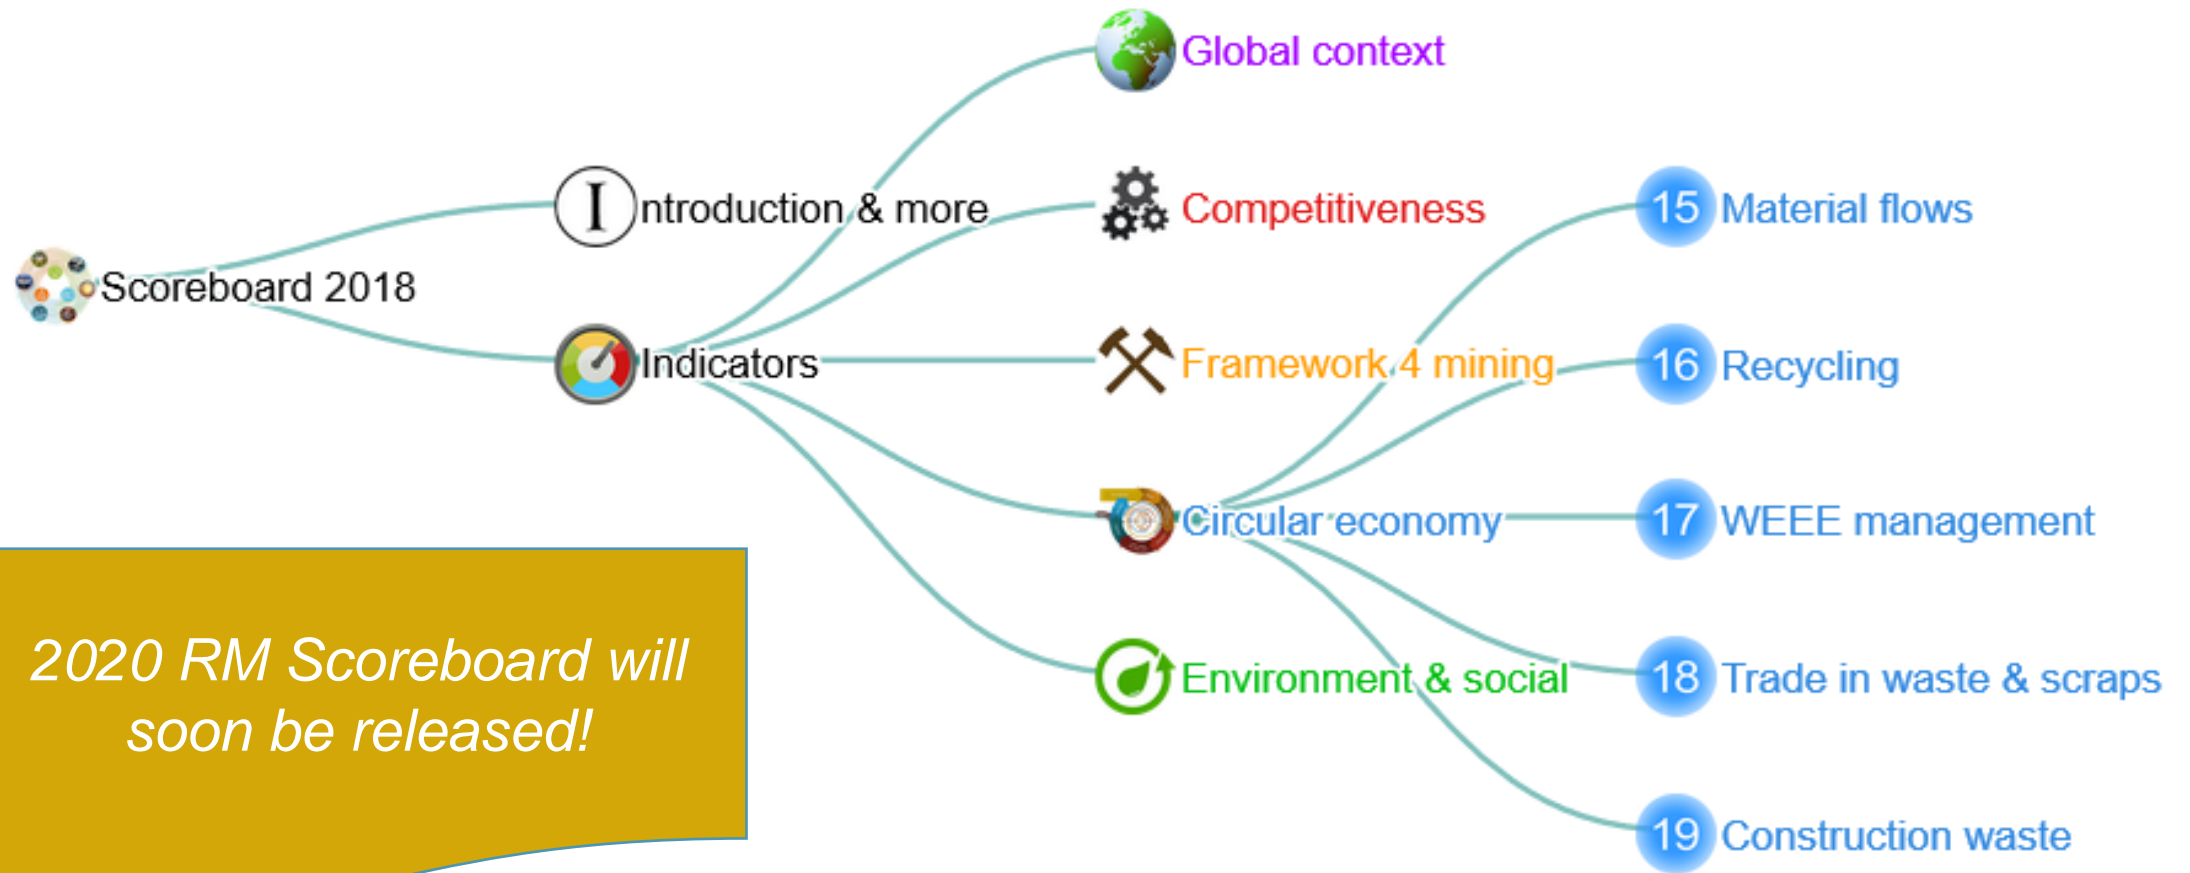 Global context
Introduction & more
Competitiveness
15 Material flows
Scoreboard 2018
Indicators
Framework 4 mining
16 Recycling
Circular economy
17 WEEE management
2020 RM Scoreboard will
soon be released!
Environment & social
18 Trade in waste & scraps
19 Construction waste